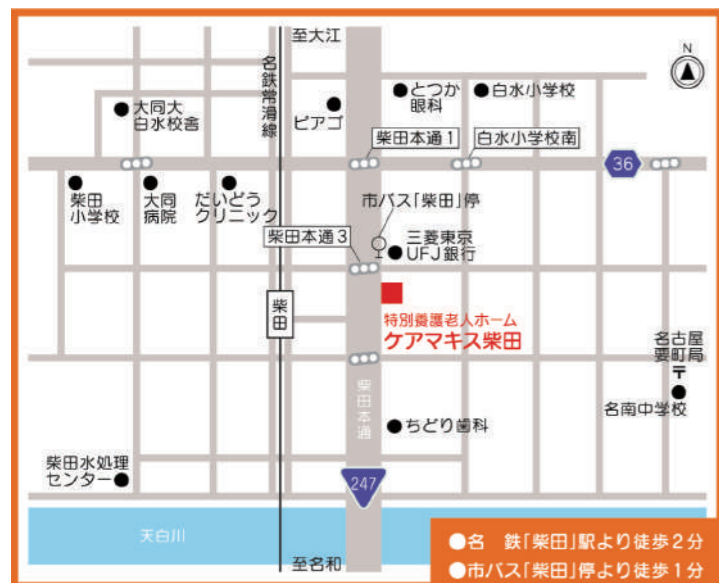 至大江
N
名鉄常滑線
とつか
眼科
白水小学校
大同大
白水校舎
ピアゴ
柴田本通1
白水小学校南
36
柴田
小学校
大同
病院
だいどう
クリニック
市バス「柴田」停
柴田本通3
三菱東京
UFJ銀行
柴田
特別養護老人ホーム
ケアマキス柴田
名古屋
要町局
〒
名南中学校
柴田本通
ちどり歯科
柴田水処理
センター
247
天白川
至名和
●名 鉄「柴田」駅より徒歩2分
●市バス「柴田」停より徒歩1分